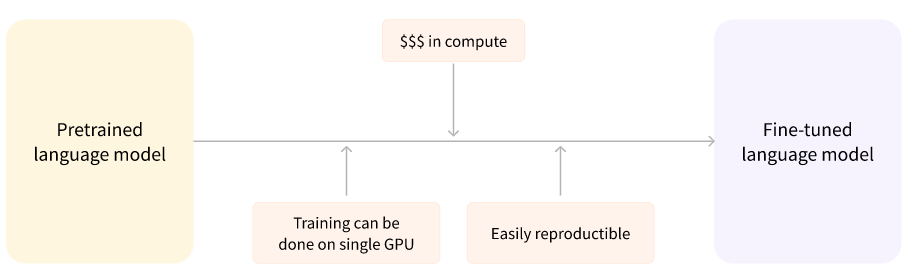 $$$ in compute
Pretrained
language model
Fine-tuned
language model
Training can be
done on single GPU
Easily reproductible